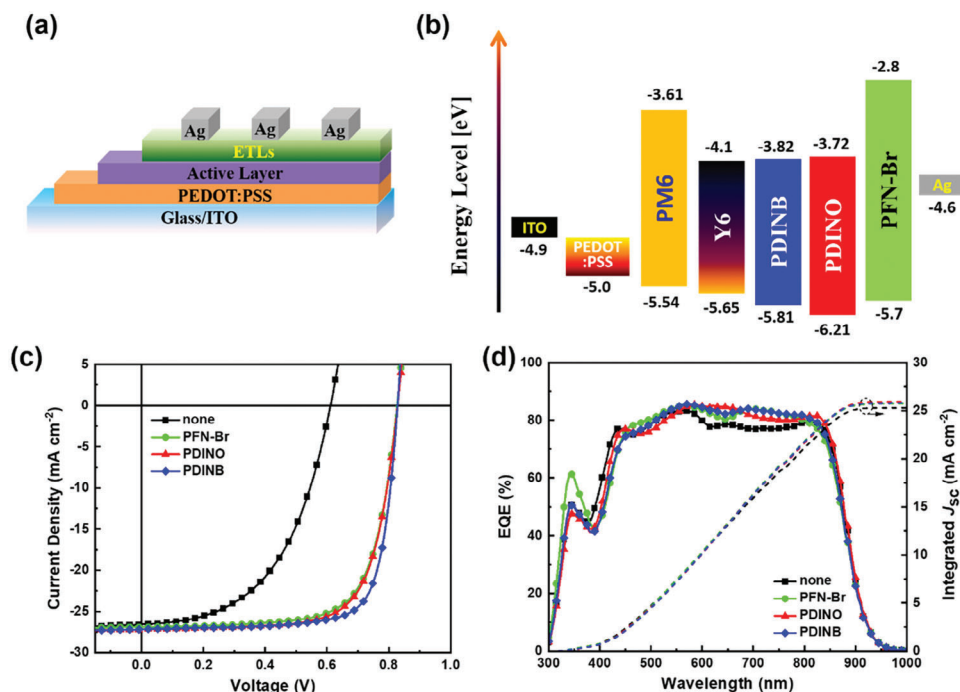 (a)
Ag Ag Ag
ETLs
Active Layer
PEDOT:PSS
Glass/ITO
(b)
Energy Level [eV]
ITO
-4.9
PEDOT
:PSS
-5.0
-3.61
PM6
-5.54
-4.1
Y6
-5.65
-3.82
PDINB
-5.81
-3.72
PDINO
-6.21
-2.8
PFN-Br
-5.7
Ag
-4.6
(c)
Current Density (mA cm⁻²)
5
0
-5
-10
-15
-20
-25
-30
none
PFN-Br
PDINO
PDINB
0.0 0.2 0.4 0.6 0.8 1.0
Voltage (V)
(d)
EQE (%)
100
80
60
40
20
0
none
PFN-Br
PDINO
PDINB
30
25
20
15
10
5
0
Integrated JSC (mA cm⁻²)
300 400 500 600 700 800 900 1000
Wavelength (nm)